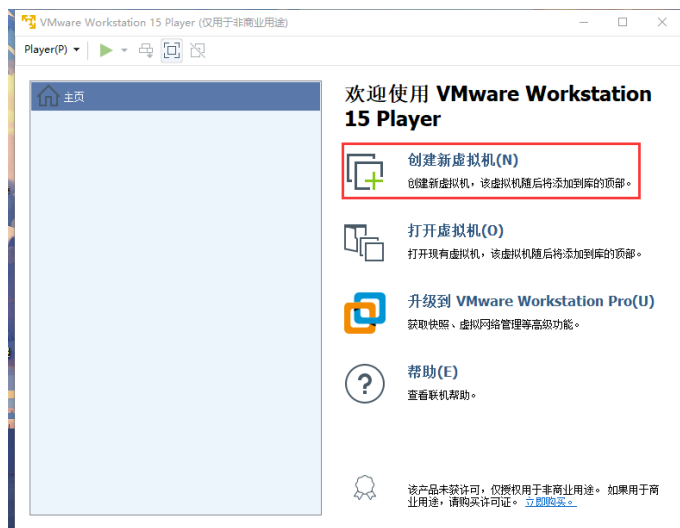 VMware Workstation 15 Player (仅用于非商业用途)
Player(P)
主页
欢迎使用 VMware Workstation
15 Player
创建新虚拟机(N)
创建新虚拟机，该虚拟机随后将添加到库的顶部。
打开虚拟机(O)
打开现有虚拟机，该虚拟机随后将添加到库的顶部。
升级到 VMware Workstation Pro(U)
获取快照、虚拟网络管理等高级功能。
帮助(E)
查看联机帮助。
该产品未获许可，仅授权用于非商业用途。 如果用于商
业用途，请购买许可证。 立即购买。